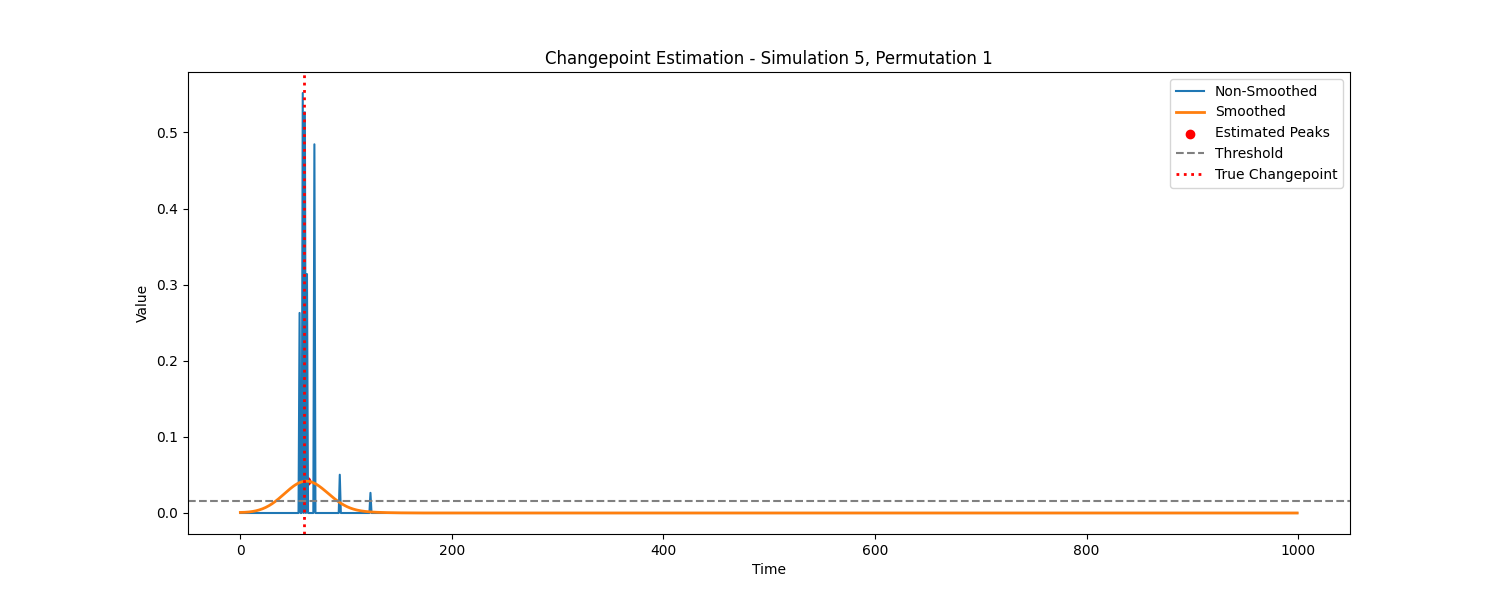 Changepoint Estimation - Simulation 5, Permutation 1
Non-Smoothed
Smoothed
Estimated Peaks
Threshold
True Changepoint
Value
0.5
0.4
0.3
0.2
0.1
0.0
0 200 400 600 800 1000
Time